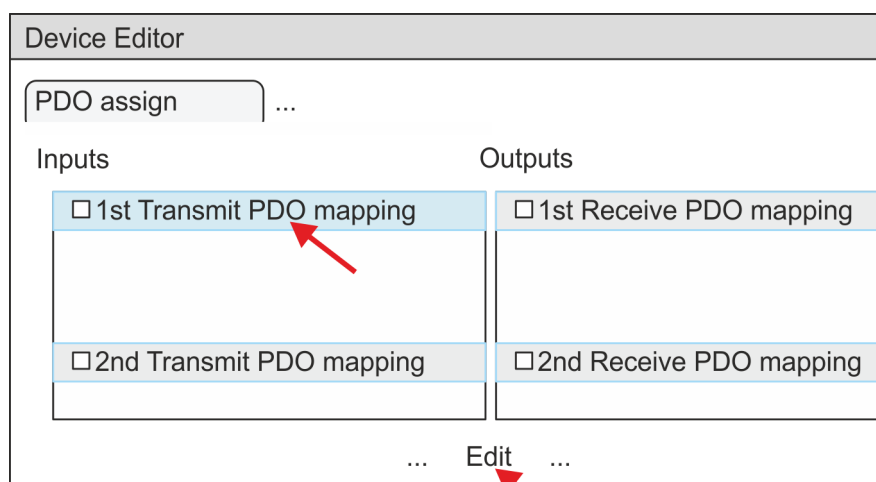 Device Editor
PDO assign ...
Inputs Outputs
1st Transmit PDO mapping 1st Receive PDO mapping
2nd Transmit PDO mapping 2nd Receive PDO mapping
... Edit ...